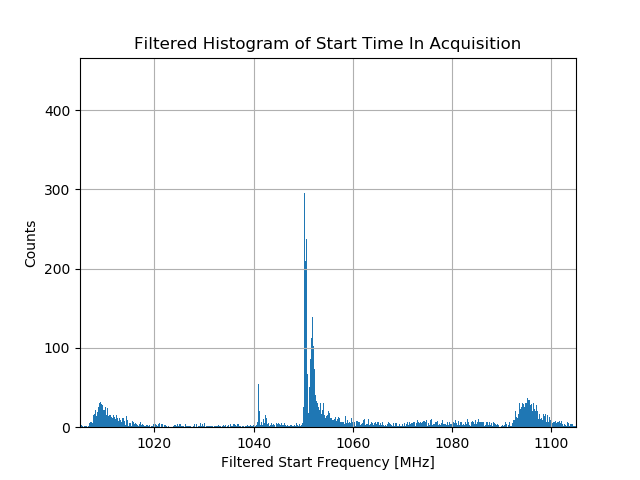 Filtered Histogram of Start Time In Acquisition
400
300
200
100
0
Counts
1020 1040 1060 1080 1100
Filtered Start Frequency [MHz]